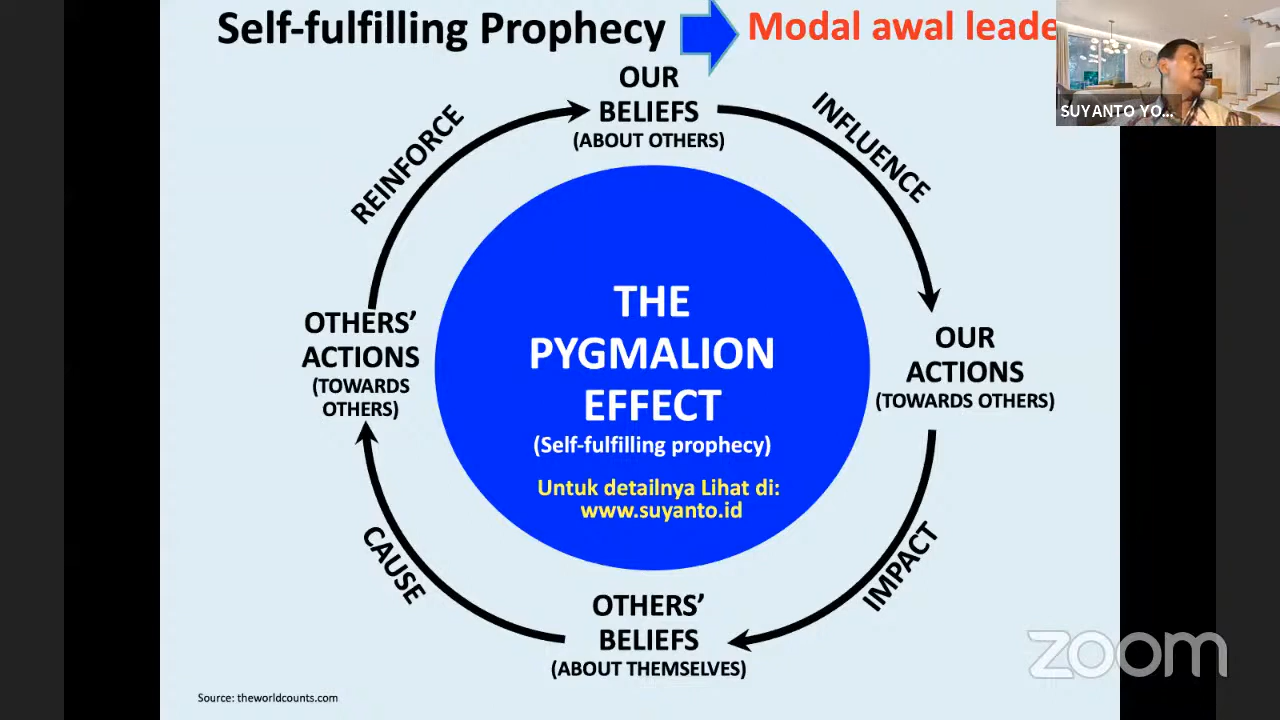 Self-fulfilling Prophecy
Modal awal leade
SUYANTO YO...
OUR
BELIEFS
(ABOUT OTHERS)
INFLUENCE
OUR
ACTIONS
(TOWARDS OTHERS)
IMPACT
OTHERS’
BELIEFS
(ABOUT THEMSELVES)
CAUSE
OTHERS’
ACTIONS
(TOWARDS
OTHERS)
REINFORCE
THE
PYGMALION
EFFECT
(Self-fulfilling prophecy)
Untuk detailnya Lihat di:
www.suyanto.id
Source: theworldcounts.com
zoom